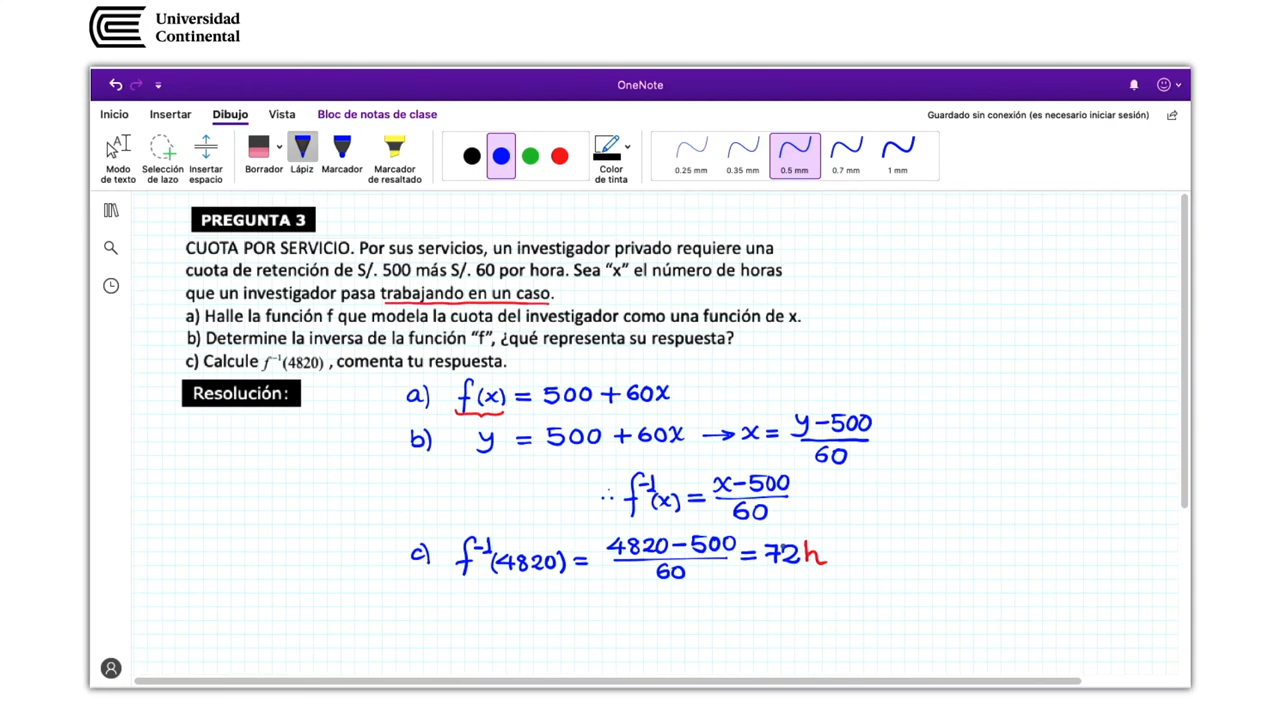 Universidad
Continental
OneNote
Inicio Insertar Dibujo Vista Bloc de notas de clase
Guardado sin conexión (es necesario iniciar sesión)
Modo de texto Selección de lazo Insertar espacio Borrador Lápiz Marcador Marcador de resaltado Color de tinta 0.25 mm 0.35 mm 0.5 mm 0.7 mm 1 mm
PREGUNTA 3
CUOTA POR SERVICIO. Por sus servicios, un investigador privado requiere una
cuota de retención de S/. 500 más S/. 60 por hora. Sea “x” el número de horas
que un investigador pasa trabajando en un caso.
a) Halle la función f que modela la cuota del investigador como una función de x.
b) Determine la inversa de la función “f”, ¿qué representa su respuesta?
c) Calcule f⁻¹(4820) , comenta tu respuesta.
Resolución:
a) f(x) = 500 + 60x
b) y = 500 + 60x → x = (y - 500)/60
∴ f⁻¹(x) = (x - 500)/60
c) f⁻¹(4820) = (4820 - 500)/60 = 72h